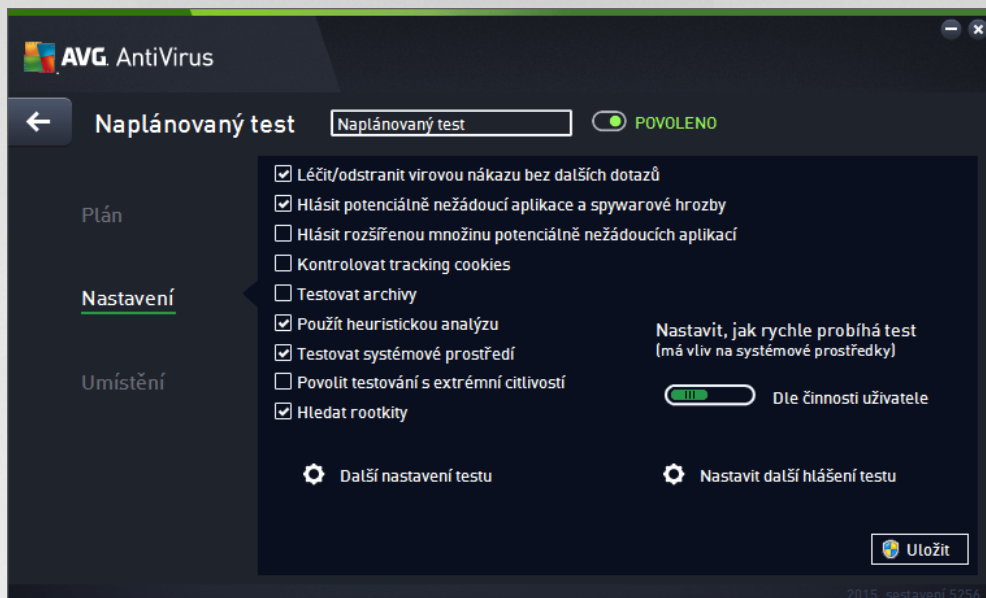 AVG. AntiVirus
Naplánovaný test
Naplánovaný test
POVOLENO
Plán
Nastavení
Umístění
Léčit/odstranit virovou nákazu bez dalších dotazů
Hlásit potenciálně nežádoucí aplikace a spywarové hrozby
Hlásit rozšířenou množinu potenciálně nežádoucích aplikací
Kontrolovat tracking cookies
Testovat archivy
Použít heuristickou analýzu
Testovat systémové prostředí
Povolit testování s extrémní citlivostí
Hledat rootkity
Nastavit, jak rychle probíhá test
(má vliv na systémové prostředky)
Dle činnosti uživatele
Další nastavení testu
Nastavit další hlášení testu
Uložit
2015, sestavení 5256